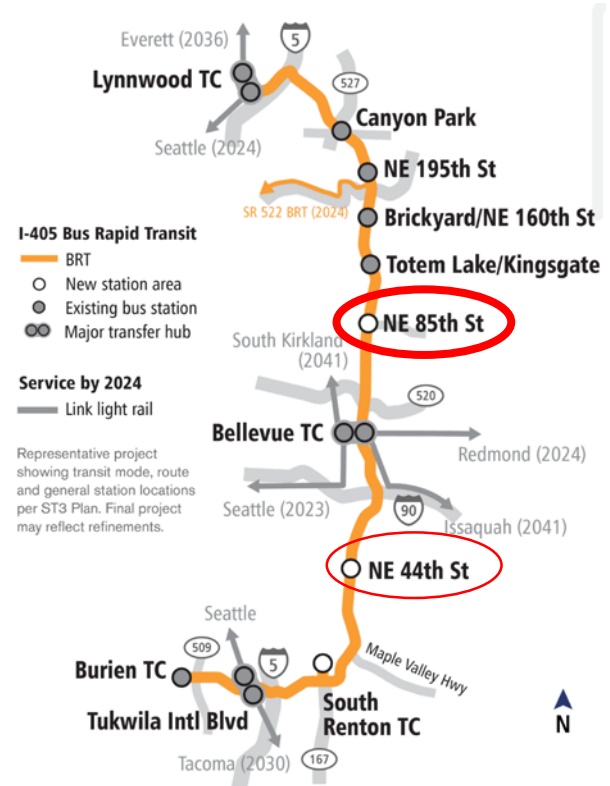 Everett (2036)
5
Lynnwood TC
527
Canyon Park
Seattle (2024)
NE 195th St
SR 522 BRT (2024)
Brickyard/NE 160th St
I-405 Bus Rapid Transit
BRT
New station area
Existing bus station
Major transfer hub
Totem Lake/Kingsgate
NE 85th St
South Kirkland
(2041)
Service by 2024
Link light rail
520
Bellevue TC
Redmond (2024)
Representative project
showing transit mode, route
and general station locations
per ST3 Plan. Final project
may reflect refinements.
Seattle (2023)
90
Issaquah (2041)
NE 44th St
Seattle
509
5
Maple Valley Hwy
Burien TC
Tukwila Intl Blvd
South
Renton TC
N
Tacoma (2030)
167